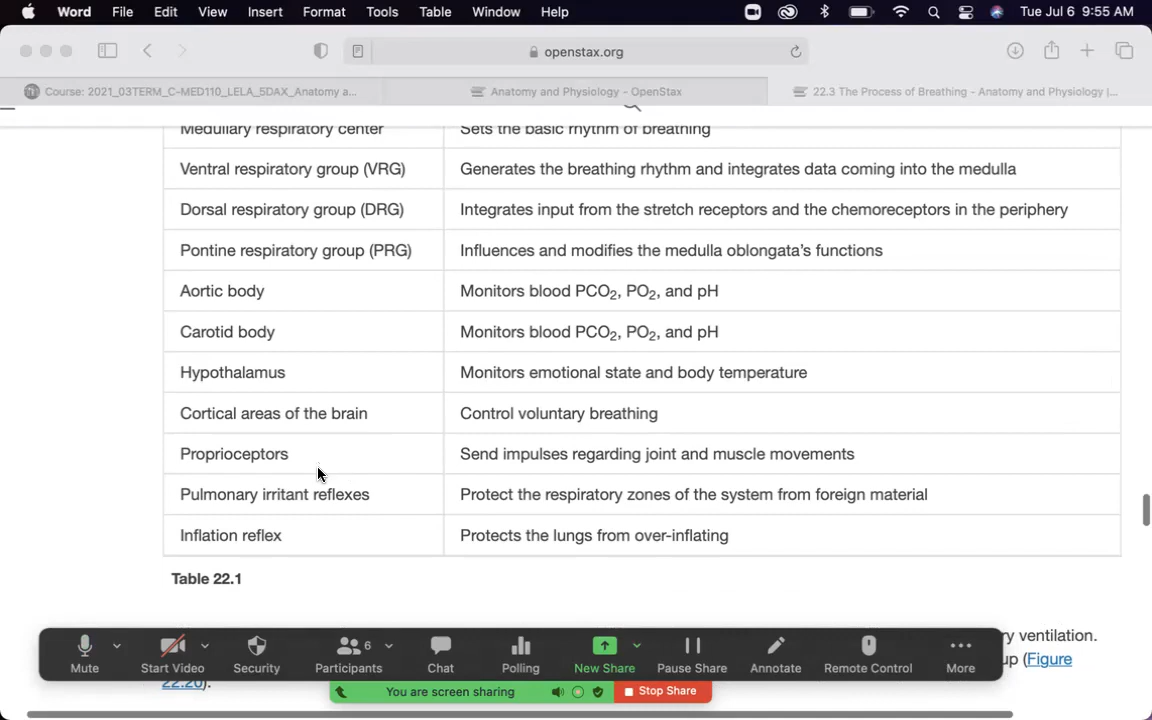 Word File Edit View Insert Format Tools Table Window Help Tue Jul 6 9:55 AM
openstax.org
Course: 2021_03TERM_C-MED110_LELA_5DAX_Anatomy a... Anatomy and Physiology - OpenStax 22.3 The Process of Breathing - Anatomy and Physiology |...
Medullary respiratory center Sets the basic rhythm of breathing
Ventral respiratory group (VRG) Generates the breathing rhythm and integrates data coming into the medulla
Dorsal respiratory group (DRG) Integrates input from the stretch receptors and the chemoreceptors in the periphery
Pontine respiratory group (PRG) Influences and modifies the medulla oblongata’s functions
Aortic body Monitors blood PCO₂, PO₂, and pH
Carotid body Monitors blood PCO₂, PO₂, and pH
Hypothalamus Monitors emotional state and body temperature
Cortical areas of the brain Control voluntary breathing
Proprioceptors Send impulses regarding joint and muscle movements
Pulmonary irritant reflexes Protect the respiratory zones of the system from foreign material
Inflation reflex Protects the lungs from over-inflating
Table 22.1
ry ventilation.
up (Figure
22.20).
6
Mute Start Video Security Participants Chat Polling New Share Pause Share Annotate Remote Control More
You are screen sharing Stop Share